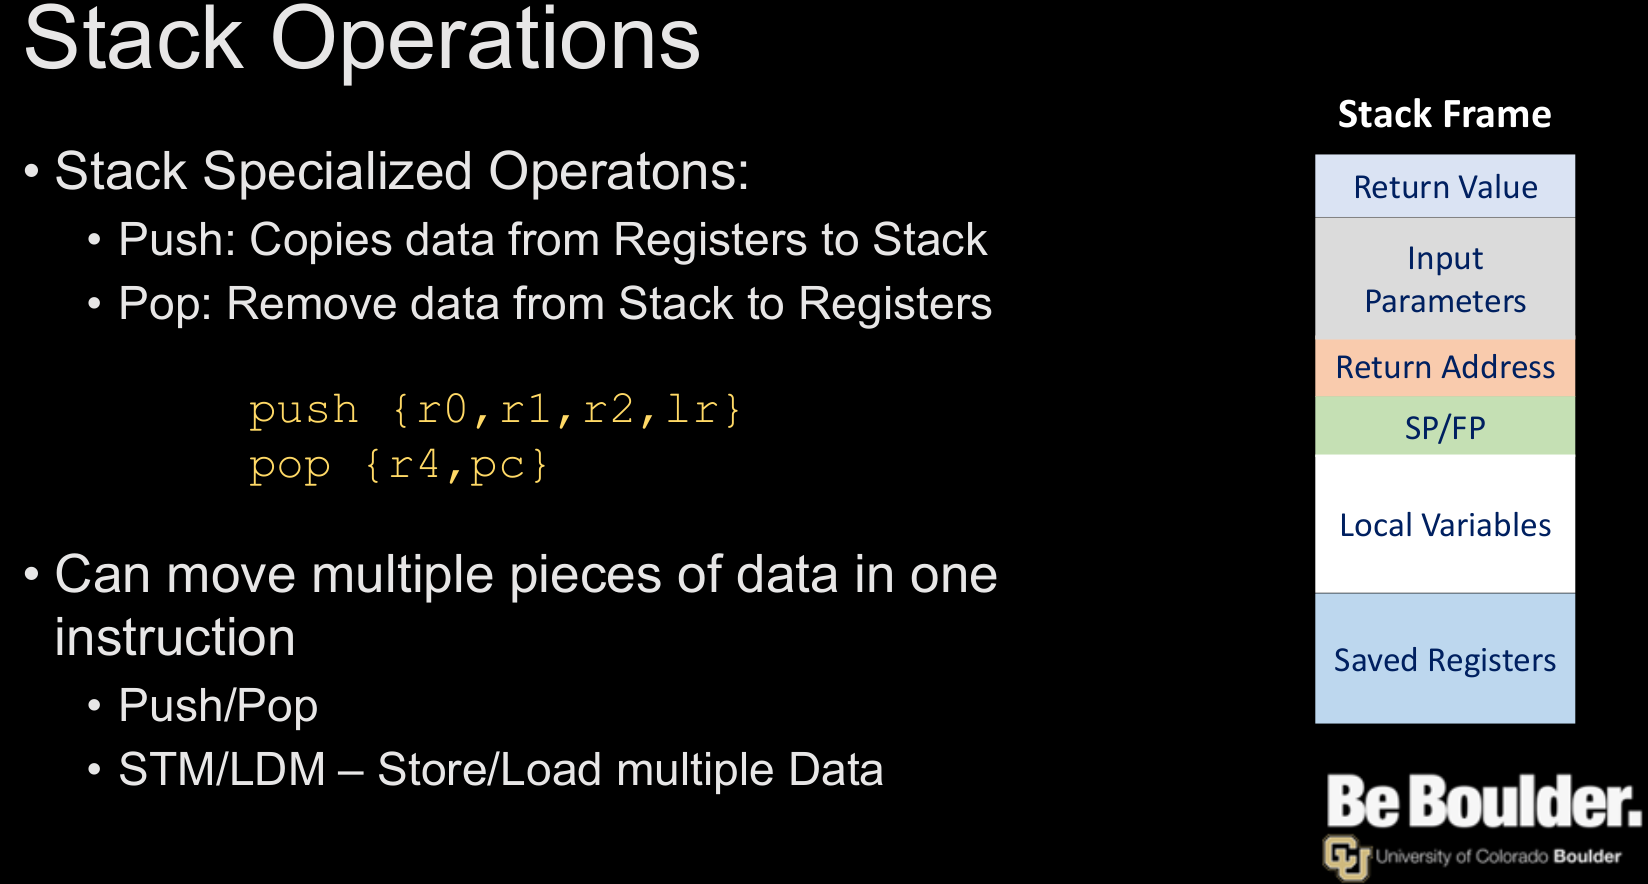 Stack Operations
• Stack Specialized Operatons:
• Push: Copies data from Registers to Stack
• Pop: Remove data from Stack to Registers
push {r0,r1,r2,lr}
pop {r4,pc}
• Can move multiple pieces of data in one
instruction
• Push/Pop
• STM/LDM – Store/Load multiple Data
Stack Frame
Return Value
Input
Parameters
Return Address
SP/FP
Local Variables
Saved Registers
Be Boulder.
CU University of Colorado Boulder